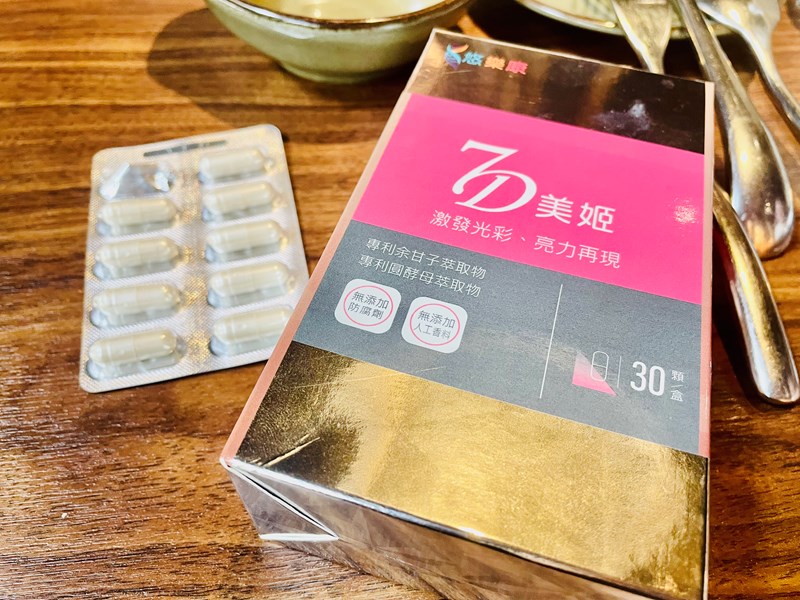 悠樂康
7D美姬
激發光彩、亮力再現
專利余甘子萃取物
專利圓酵母萃取物
無添加
防腐劑
無添加
人工香料
30顆/盒